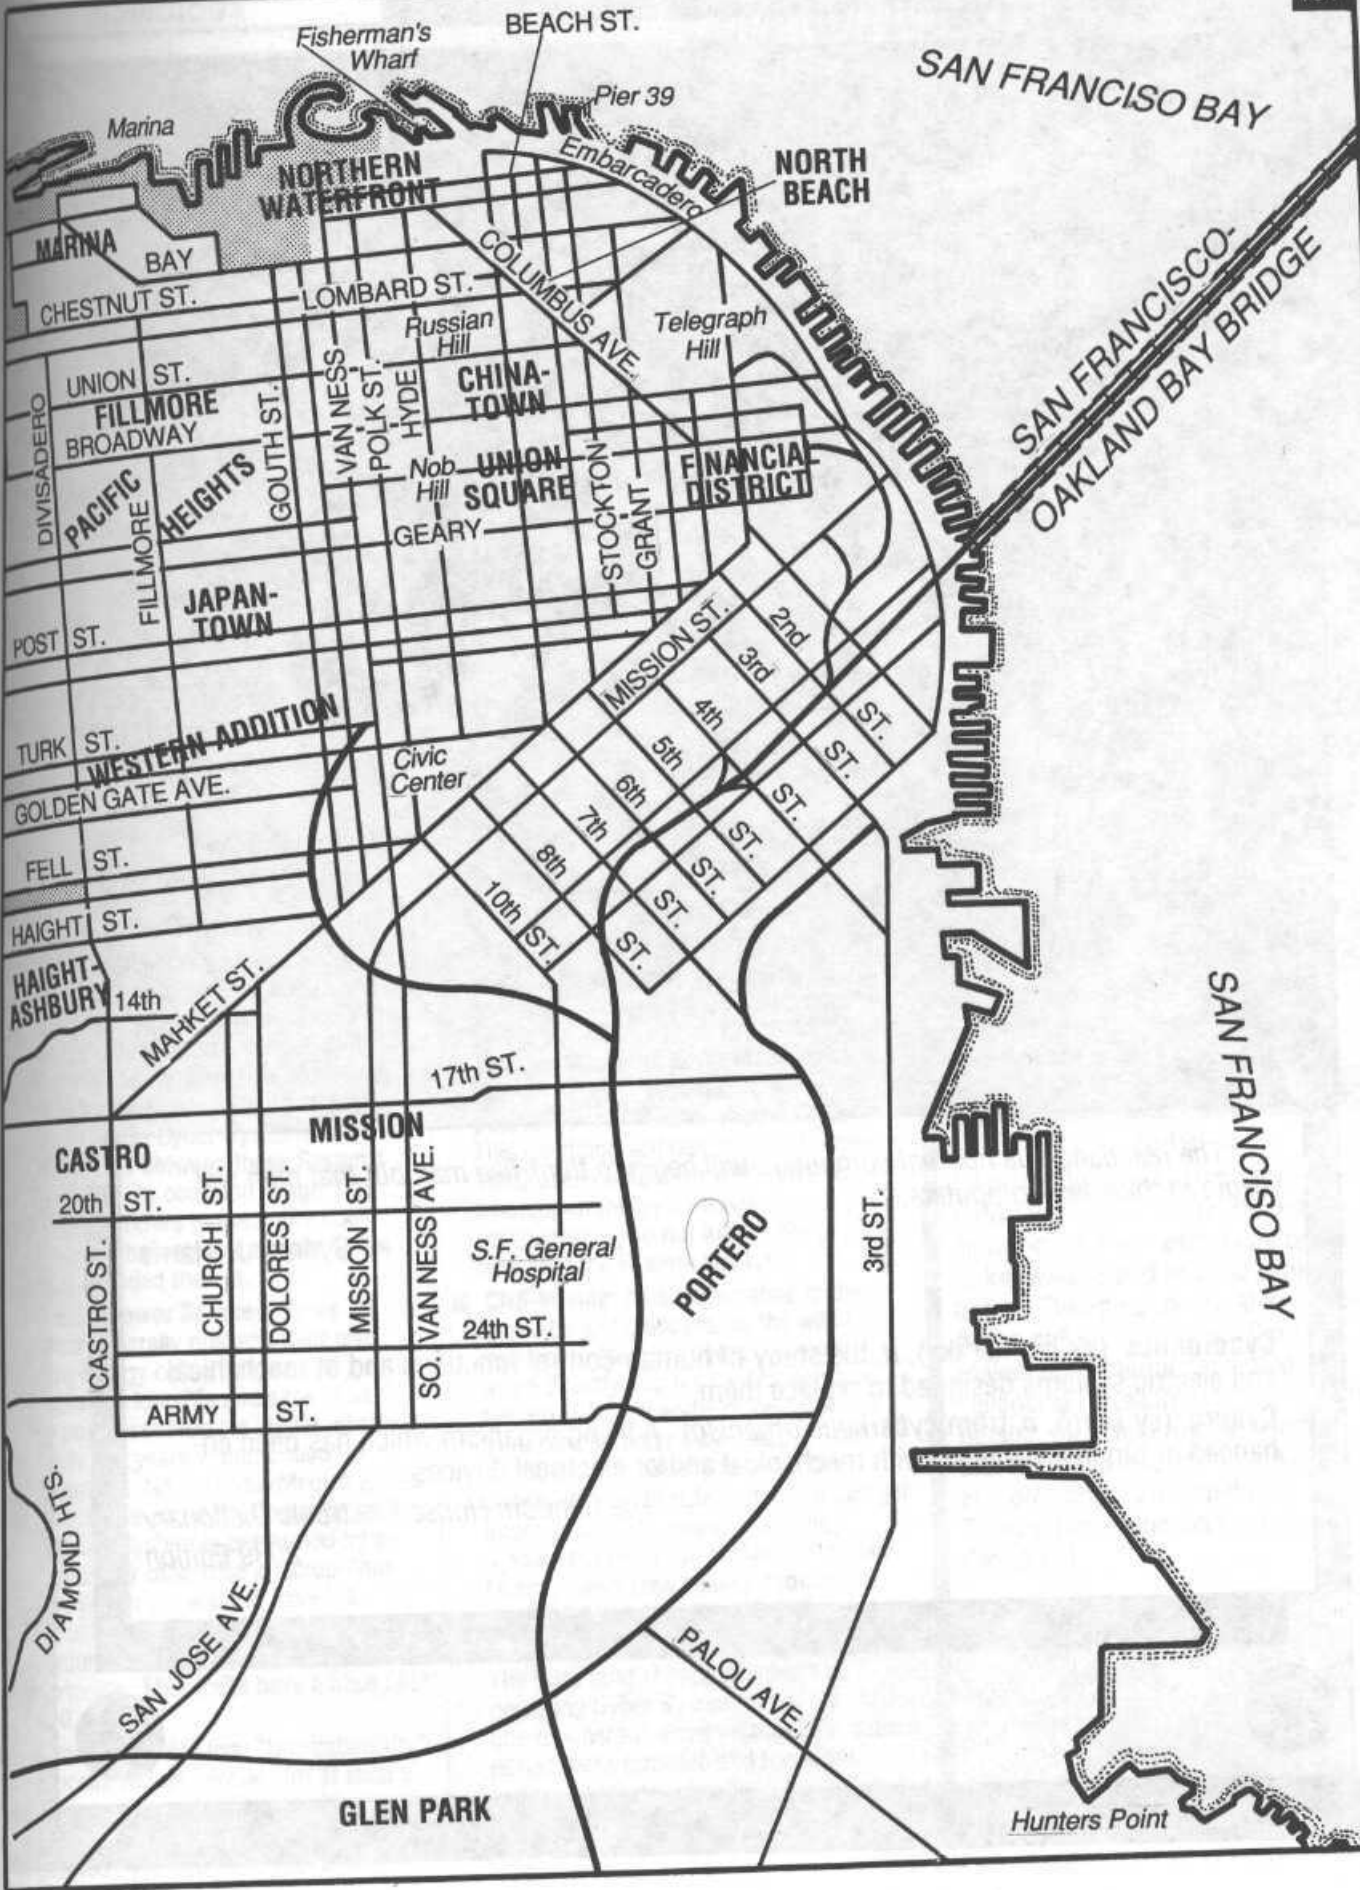 Fisherman's
Wharf
BEACH ST.
SAN FRANCISO BAY
Pier 39
Marina
Embarcadero
NORTH
BEACH
NORTHERN
WATERFRONT
MARINA
BAY
SAN FRANCISCO-
OAKLAND BAY BRIDGE
COLUMBUS AVE.
CHESTNUT ST.
LOMBARD ST.
Russian
Hill
Telegraph
Hill
UNION ST.
FILLMORE
BROADWAY
DIVISADERO
GOUTH ST.
VAN NESS
POLK ST.
HYDE
CHINA-
TOWN
Nob
Hill
UNION
SQUARE
FINANCIAL
DISTRICT
PACIFIC
HEIGHTS
FILLMORE
GEARY
STOCKTON
GRANT
JAPAN-
TOWN
POST ST.
MISSION ST.
2nd ST.
3rd ST.
4th ST.
5th ST.
6th ST.
7th ST.
8th ST.
10th ST.
TURK ST.
WESTERN ADDITION
GOLDEN GATE AVE.
Civic
Center
FELL ST.
HAIGHT ST.
HAIGHT-
ASHBURY
14th
MARKET ST.
SAN FRANCISO BAY
17th ST.
MISSION
CASTRO
20th ST.
CASTRO ST.
CHURCH ST.
DOLORES ST.
MISSION ST.
SO. VAN NESS AVE.
S.F. General
Hospital
24th ST.
PORTERO
3rd ST.
ARMY ST.
DIAMOND HTS.
SAN JOSE AVE.
PALOU AVE.
GLEN PARK
Hunters Point